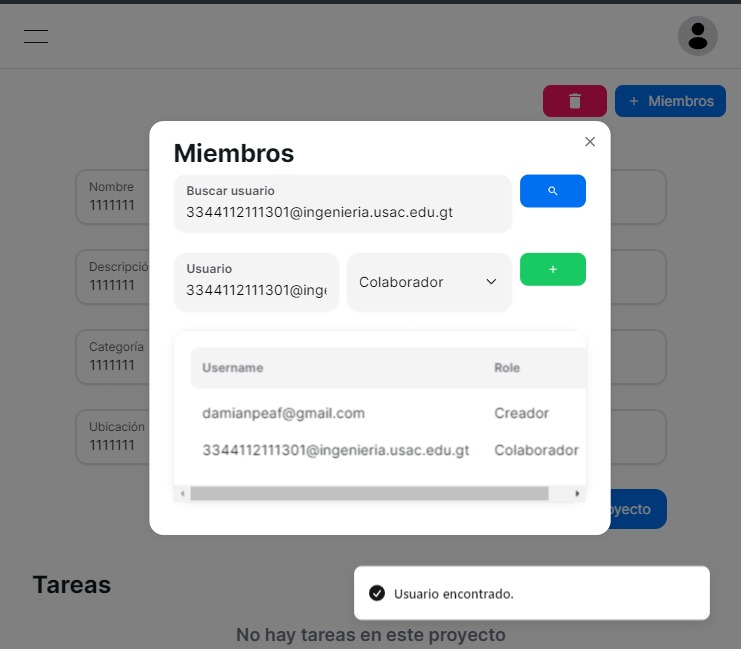 + Miembros
Miembros
Buscar usuario
3344112111301@ingenieria.usac.edu.gt
Usuario
3344112111301@inge
Colaborador
+
Username Role
damianpeaf@gmail.com Creador
3344112111301@ingenieria.usac.edu.gt Colaborador
Nombre
1111111
Descripció
1111111
Categoría
1111111
Ubicación
1111111
oyecto
Tareas
Usuario encontrado.
No hay tareas en este proyecto